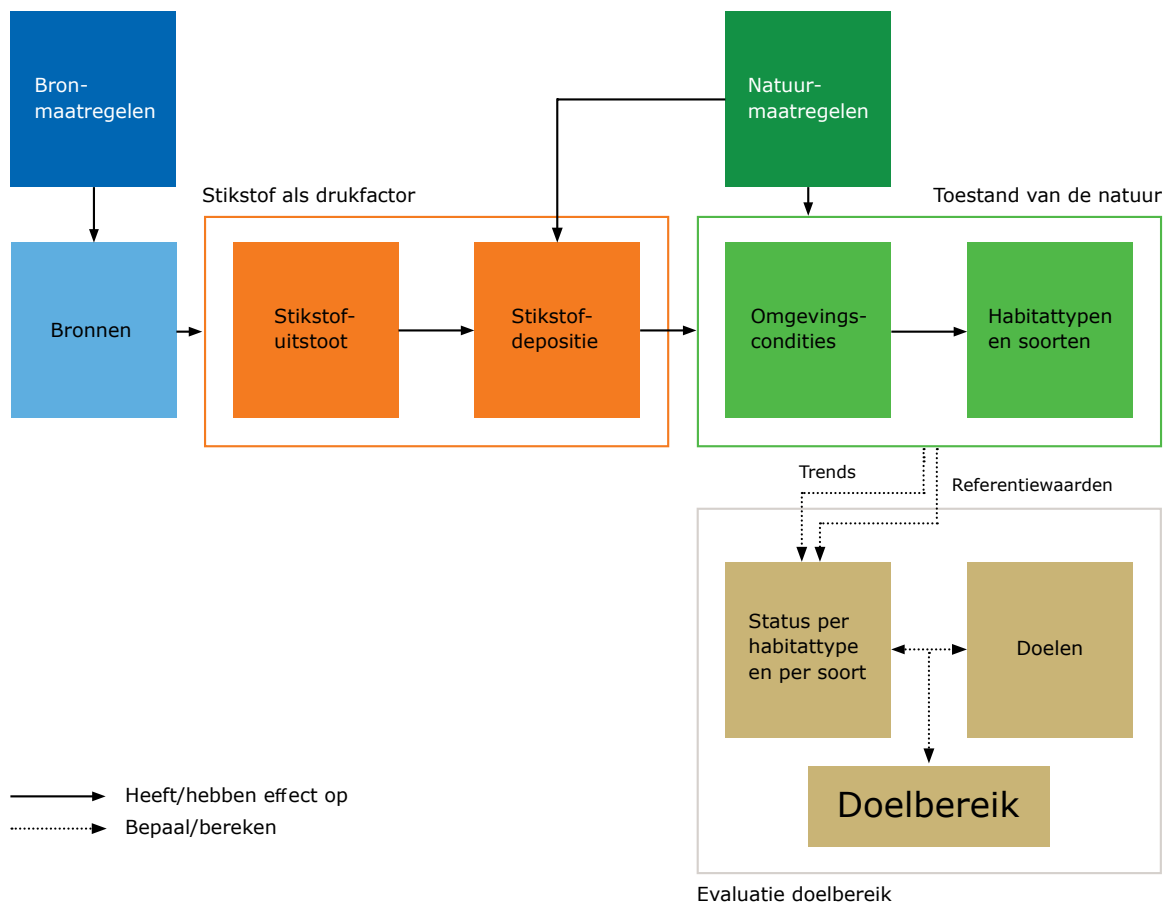 Bron-
maatregelen
Natuur-
maatregelen
Stikstof als drukfactor
Toestand van de natuur
Bronnen
Stikstof-
uitstoot
Stikstof-
depositie
Omgevings-
condities
Habitattypen
en soorten
Trends
Referentiewaarden
Status per
habitattype
en per soort
Doelen
Doelbereik
Heeft/hebben effect op
Bepaal/bereken
Evaluatie doelbereik